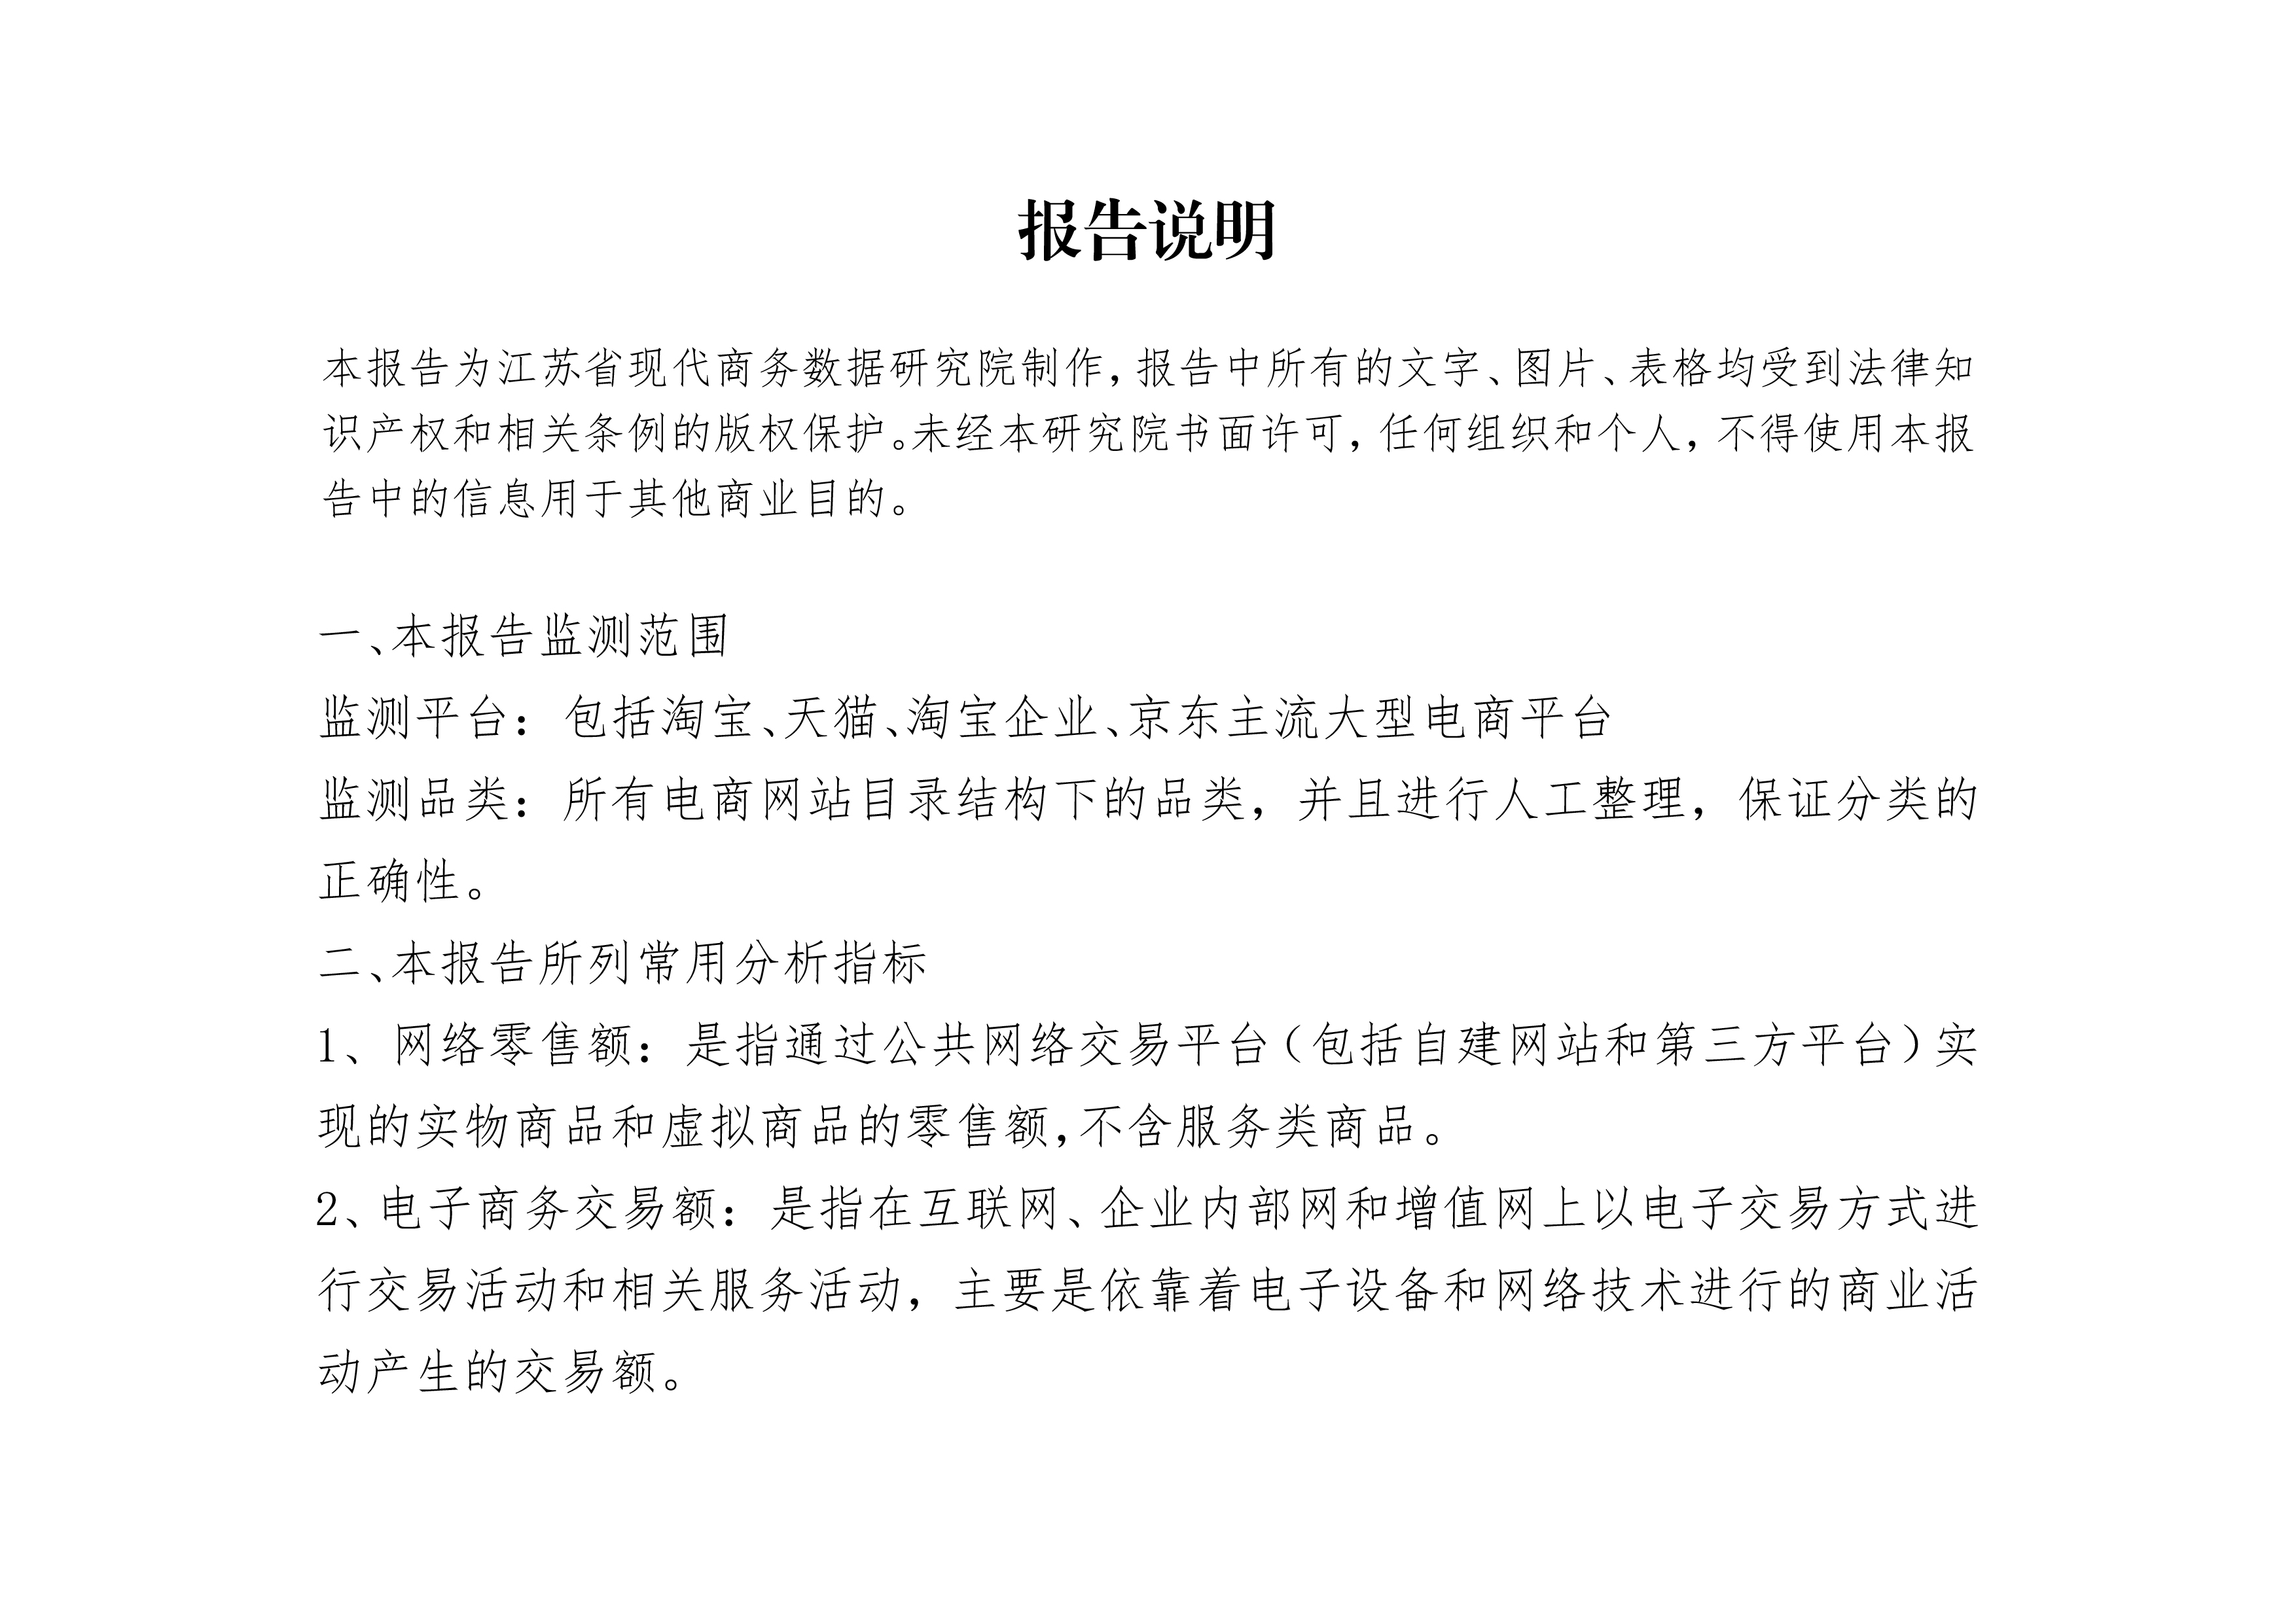 报告说明
本报告为江苏省现代商务数据研究院制作，报告中所有的文字、图片、表格均受到法律知
识产权和相关条例的版权保护。未经本研究院书面许可，任何组织和个人，不得使用本报
告中的信息用于其他商业目的。
一、本报告监测范围
监测平台：包括淘宝、天猫、淘宝企业、京东主流大型电商平台
监测品类：所有电商网站目录结构下的品类，并且进行人工整理，保证分类的
正确性。
二、本报告所列常用分析指标
1、网络零售额：是指通过公共网络交易平台（包括自建网站和第三方平台）实
现的实物商品和虚拟商品的零售额，不含服务类商品。
2、电子商务交易额：是指在互联网、企业内部网和增值网上以电子交易方式进
行交易活动和相关服务活动，主要是依靠着电子设备和网络技术进行的商业活
动产生的交易额。